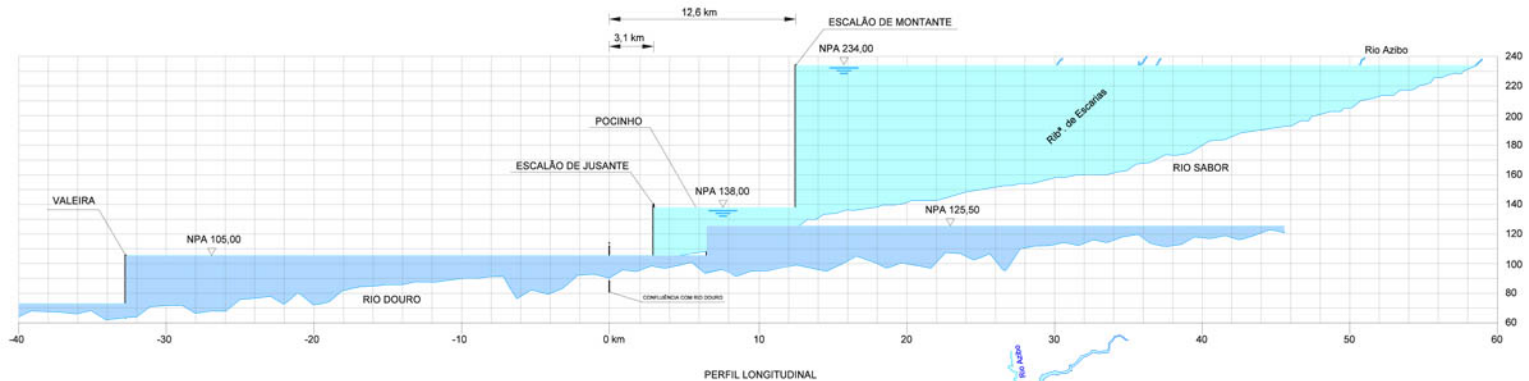 12,6 km
3,1 km
ESCALÃO DE MONTANTE
NPA 234,00
Rio Azibo
240
220
200
180
160
140
120
100
80
60
Ribª. de Escarias
POCINHO
ESCALÃO DE JUSANTE
NPA 138,00
RIO SABOR
VALEIRA
NPA 125,50
NPA 105,00
RIO DOURO
CONFLUÊNCIA COM RIO DOURO
-40
-30
-20
-10
0 km
10
20
30
40
50
60
Rio Azibo
PERFIL LONGITUDINAL